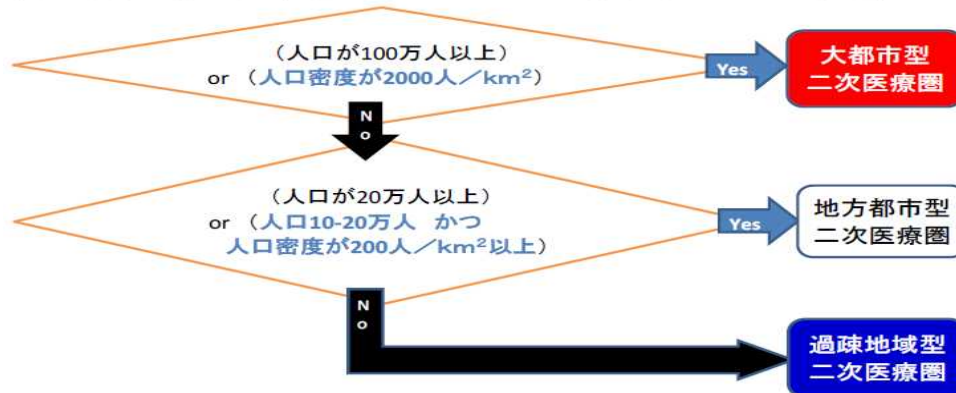 （人口が100万人以上）
or （人口密度が2000人／km²）
Yes
大都市型
二次医療圏
No
（人口が20万人以上）
or （人口10-20万人 かつ
人口密度が200人／km²以上）
Yes
地方都市型
二次医療圏
No
過疎地域型
二次医療圏